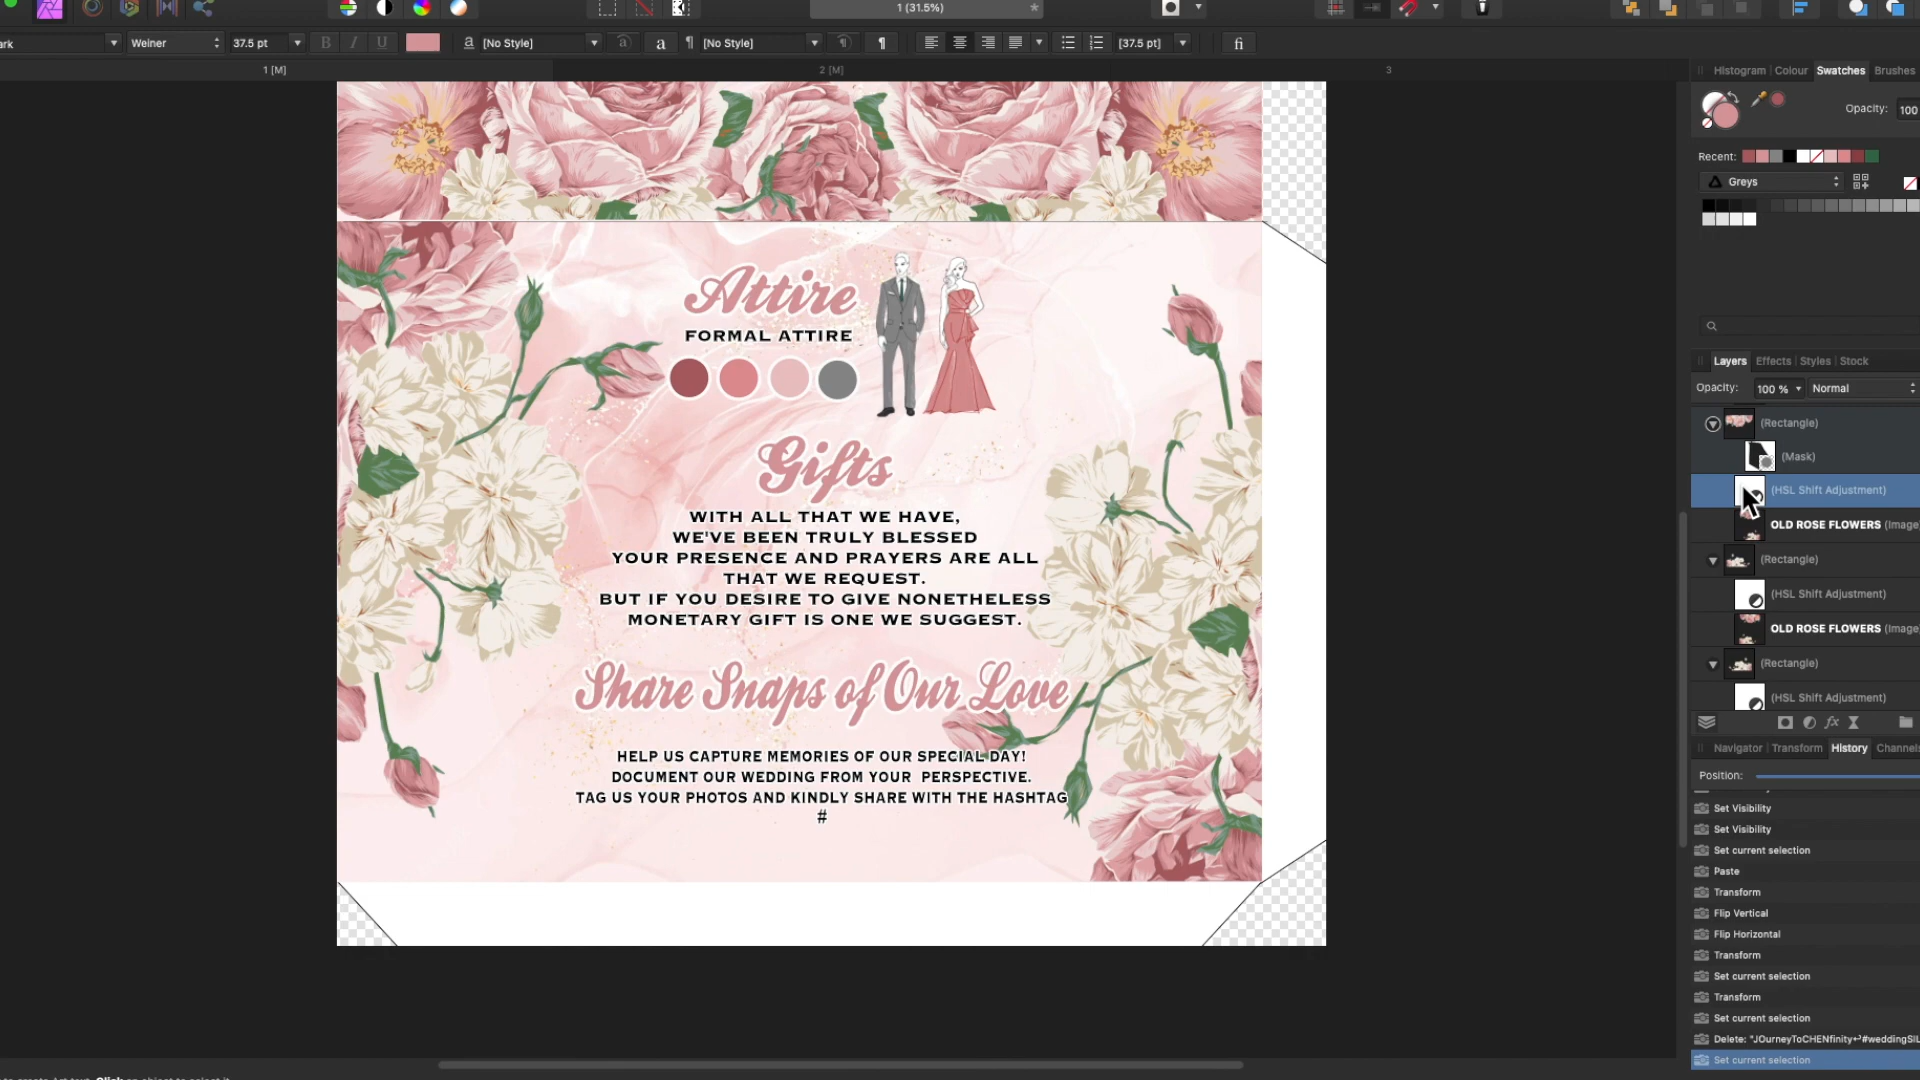 1 (31.5%)
ark
Weiner
37.5 pt
B I U
a [No Style]
a a ¶ [No Style]
¶ ¶
[37.5 pt]
fi
1 [M]
2 [M]
3
Histogram Colour Swatches Brushes
Opacity: 100
Recent:
Greys
Attire
FORMAL ATTIRE
Gifts
WITH ALL THAT WE HAVE,
WE'VE BEEN TRULY BLESSED
YOUR PRESENCE AND PRAYERS ARE ALL
THAT WE REQUEST.
BUT IF YOU DESIRE TO GIVE NONETHELESS
MONETARY GIFT IS ONE WE SUGGEST.
Share Snaps of Our Love
HELP US CAPTURE MEMORIES OF OUR SPECIAL DAY!
DOCUMENT OUR WEDDING FROM YOUR PERSPECTIVE.
TAG US YOUR PHOTOS AND KINDLY SHARE WITH THE HASHTAG
#
Layers Effects Styles Stock
Opacity: 100 % Normal
(Rectangle)
(Mask)
(HSL Shift Adjustment)
OLD ROSE FLOWERS (Image
(Rectangle)
(HSL Shift Adjustment)
OLD ROSE FLOWERS (Image
(Rectangle)
(HSL Shift Adjustment)
fx
Navigator Transform History Channels
Position:
Set Visibility
Set Visibility
Set current selection
Paste
Transform
Flip Vertical
Flip Horizontal
Transform
Set current selection
Transform
Set current selection
Delete: "JOurneyToCHENfinity↵#weddingSIL
Set current selection